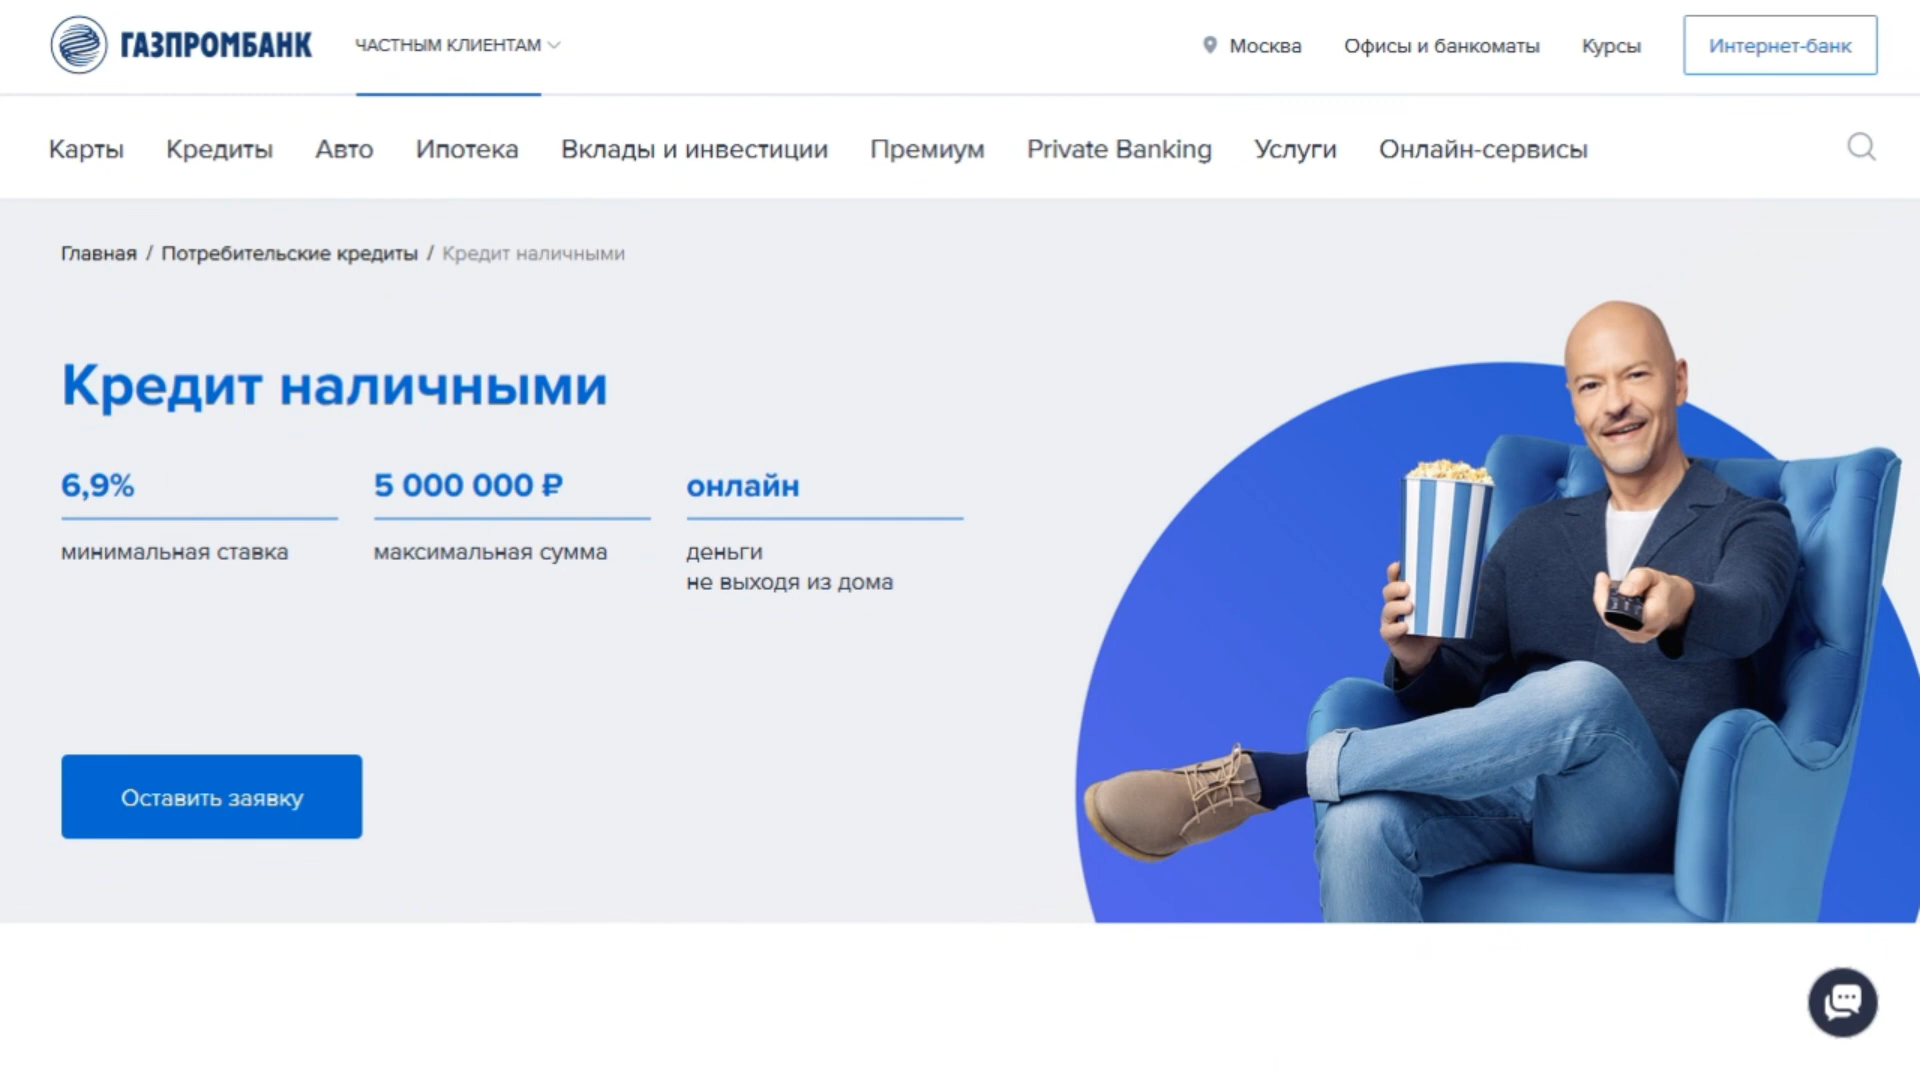 ГАЗПРОМБАНК
ЧАСТНЫМ КЛИЕНТАМ
Москва
Офисы и банкоматы
Курсы
Интернет-банк
Карты
Кредиты
Авто
Ипотека
Вклады и инвестиции
Премиум
Private Banking
Услуги
Онлайн-сервисы
Главная / Потребительские кредиты / Кредит наличными
Кредит наличными
6,9%
минимальная ставка
5 000 000 ₽
максимальная сумма
онлайн
деньги
не выходя из дома
Оставить заявку